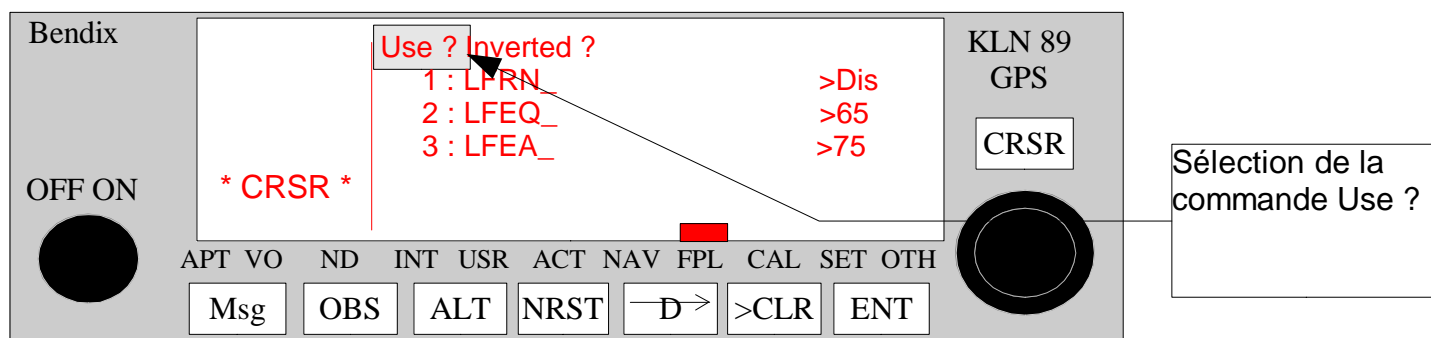 Bendix
Use ? Inverted ?
1 : LFRN_ >Dis
2 : LFEQ_ >65
3 : LFEA_ >75
* CRSR *
KLN 89
GPS
CRSR
OFF ON
APT VO ND INT USR ACT NAV FPL CAL SET OTH
Msg OBS ALT NRST D >CLR ENT
Sélection de la
commande Use ?